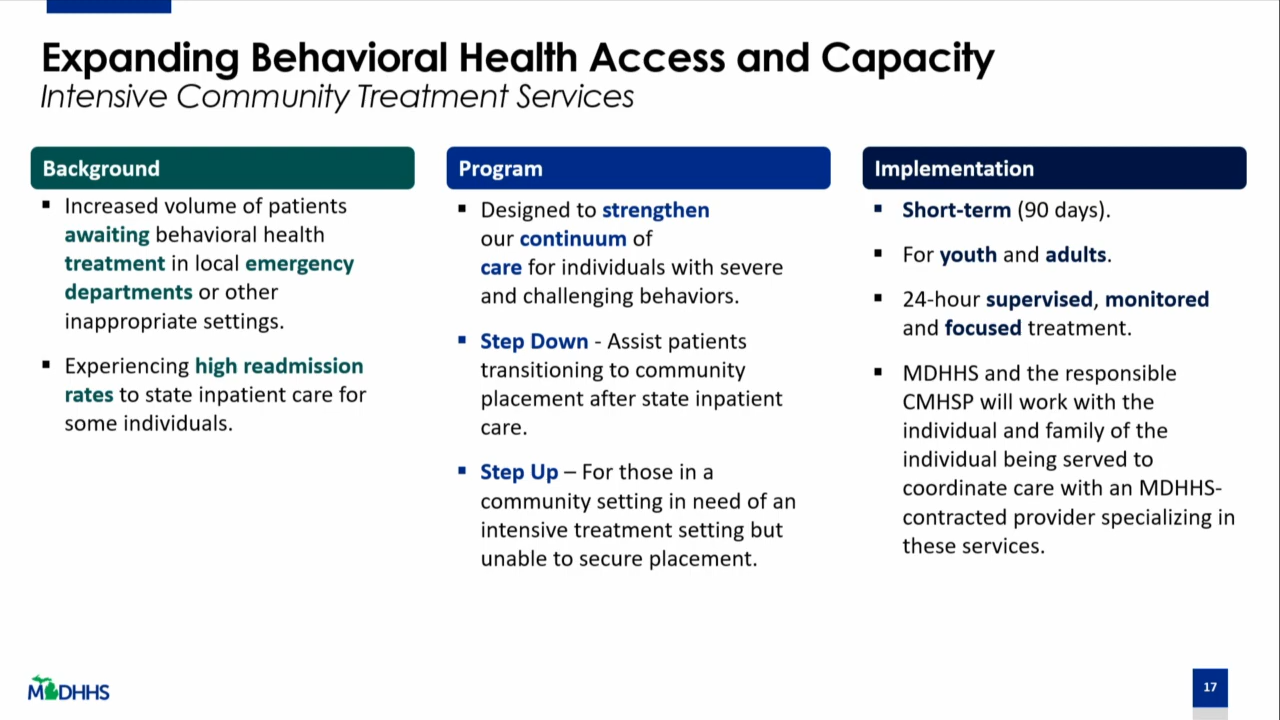 Expanding Behavioral Health Access and Capacity
Intensive Community Treatment Services
Background
▪ Increased volume of patients
awaiting behavioral health
treatment in local emergency
departments or other
inappropriate settings.
▪ Experiencing high readmission
rates to state inpatient care for
some individuals.
Program
▪ Designed to strengthen
our continuum of
care for individuals with severe
and challenging behaviors.
▪ Step Down - Assist patients
transitioning to community
placement after state inpatient
care.
▪ Step Up – For those in a
community setting in need of an
intensive treatment setting but
unable to secure placement.
Implementation
▪ Short-term (90 days).
▪ For youth and adults.
▪ 24-hour supervised, monitored
and focused treatment.
▪ MDHHS and the responsible
CMHSP will work with the
individual and family of the
individual being served to
coordinate care with an MDHHS-
contracted provider specializing in
these services.
MDHHS
17